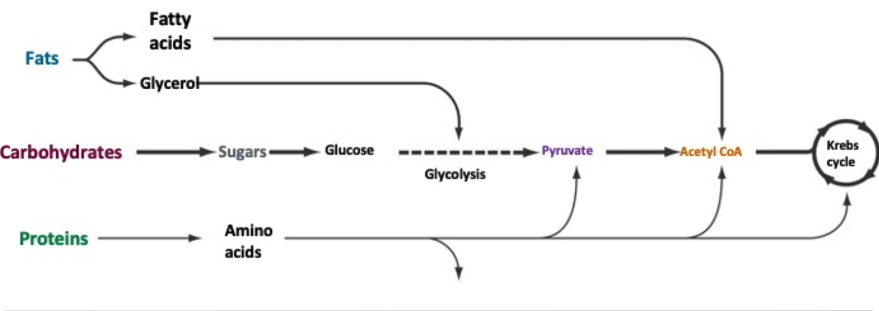 Fatty
acids
Fats
Glycerol
Carbohydrates Sugars Glucose Pyruvate Acetyl CoA Krebs
cycle
Glycolysis
Proteins Amino
acids